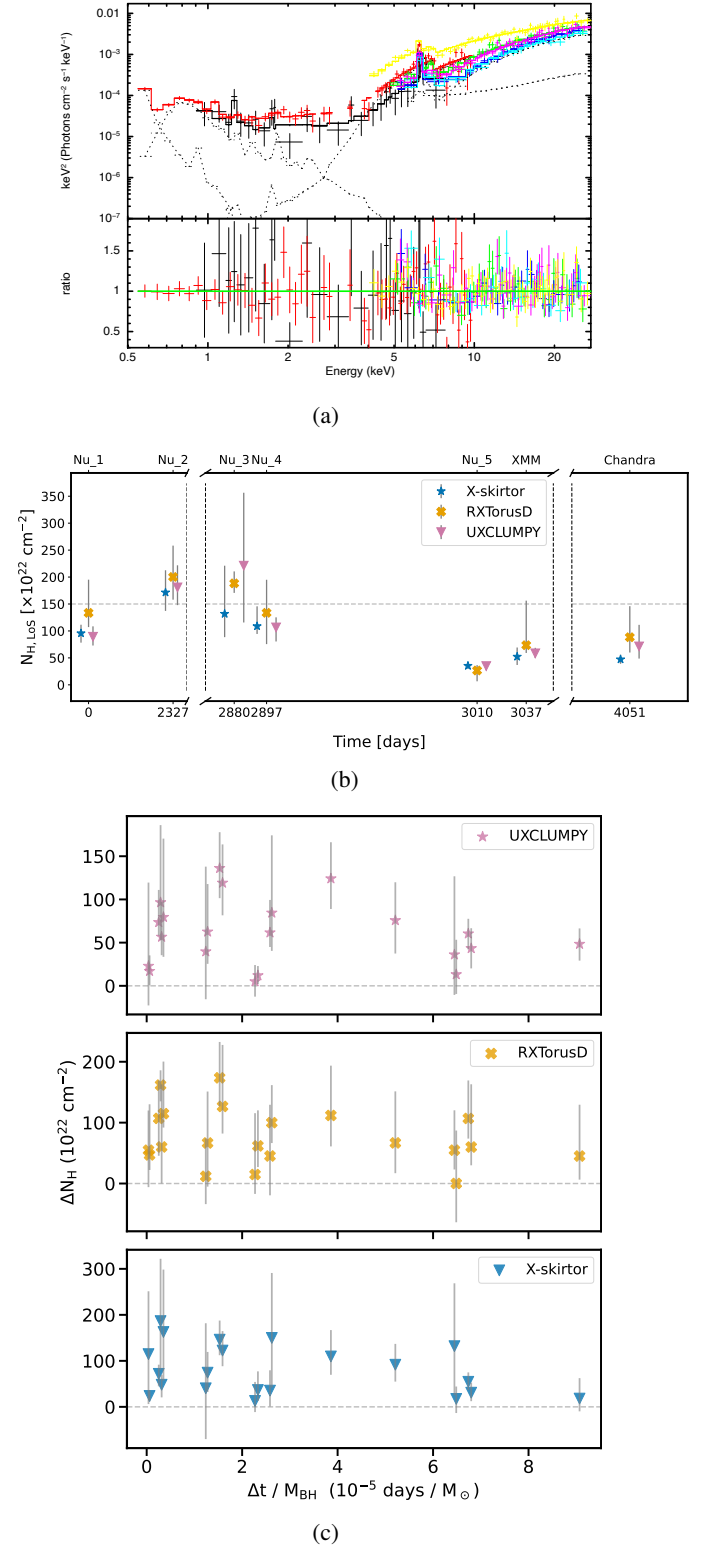 0.01
10⁻³
10⁻⁴
10⁻⁵
10⁻⁶
10⁻⁷
keV² (Photons cm⁻² s⁻¹ keV⁻¹)
1.5
1
0.5
ratio
0.5 1 2 5 10 20
Energy (keV)
(a)
Nu_1 Nu_2 Nu_3 Nu_4 Nu_5 XMM Chandra
X-skirtor
RXTorusD
UXCLUMPY
350
300
250
200
150
100
50
0
N_H,LoS [×10²² cm⁻²]
0 2327 2880 2897 3010 3037 4051
Time [days]
(b)
UXCLUMPY
150
100
50
0
RXTorusD
200
100
0
ΔN_H (10²² cm⁻²)
X-skirtor
300
200
100
0
0 2 4 6 8
Δt / M_BH (10⁻⁵ days / M_⊙)
(c)